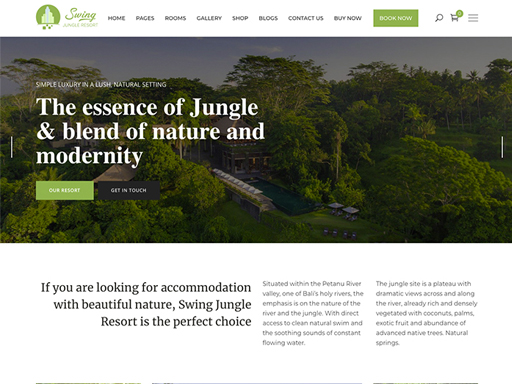 Swing
JUNGLE RESORT
HOME PAGES ROOMS GALLERY SHOP BLOGS CONTACT US BUY NOW BOOK NOW 0
SIMPLE LUXURY IN A LUSH, NATURAL SETTING
The essence of Jungle
& blend of nature and
modernity
OUR RESORT GET IN TOUCH
If you are looking for accommodation
with beautiful nature, Swing Jungle
Resort is the perfect choice
Situated within the Petanu River
valley, one of Bali's holy rivers, the
emphasis is on the nature of the
river and the jungle. With direct
access to clean natural swim and
the soothing sounds of constant
flowing water.
The jungle site is a plateau with
dramatic views across and along
the river, already rich and densely
vegetated with coconuts, palms,
exotic fruit and abundance of
advanced native trees. Natural
springs.